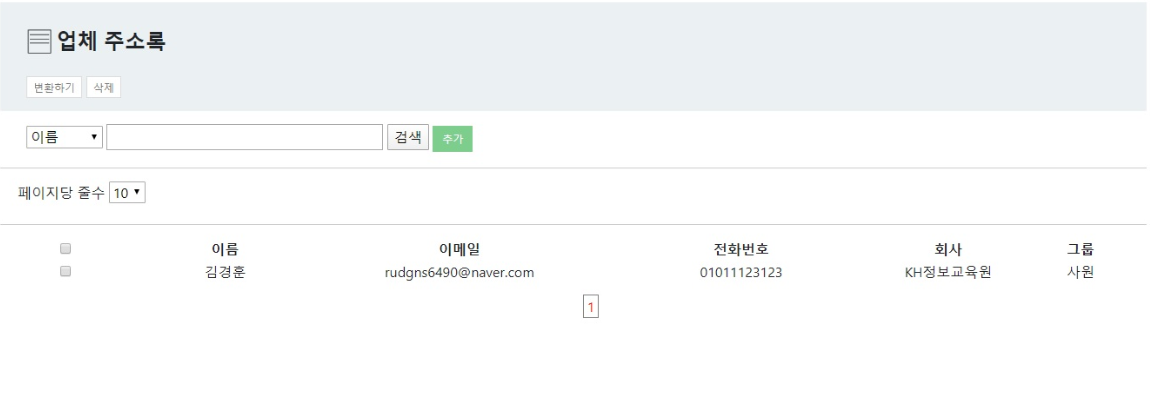 업체 주소록
변환하기 삭제
이름 검색 추가
페이지당 줄수 10
이름 이메일 전화번호 회사 그룹
김경훈 rudgns6490@naver.com 01011123123 KH정보교육원 사원
1